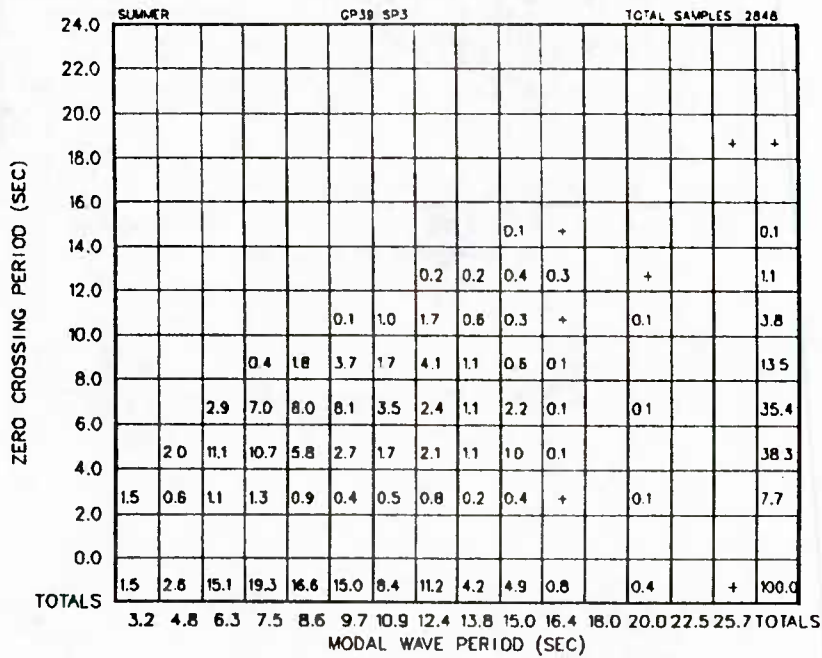 SUMMER GP39 SP3 TOTAL SAMPLES 2848
24.0
22.0
20.0
18.0 + +
16.0
14.0 0.1 + 0.1
12.0 0.2 0.2 0.4 0.3 + 1.1
10.0 0.1 1.0 1.7 0.6 0.3 + 0.1 3.8
8.0 0.4 1.8 3.7 1.7 4.1 1.1 0.6 0.1 13.5
6.0 2.9 7.0 8.0 8.1 3.5 2.4 1.1 2.2 0.1 0.1 35.4
4.0 2.0 11.1 10.7 5.8 2.7 1.7 2.1 1.1 1.0 0.1 38.3
2.0 1.5 0.6 1.1 1.3 0.9 0.4 0.5 0.8 0.2 0.4 + 0.1 7.7
0.0
TOTALS 1.5 2.6 15.1 19.3 16.6 15.0 8.4 11.2 4.2 4.9 0.8 0.4 + 100.0
3.2 4.8 6.3 7.5 8.6 9.7 10.9 12.4 13.8 15.0 16.4 18.0 20.0 22.5 25.7 TOTALS
MODAL WAVE PERIOD (SEC)
ZERO CROSSING PERIOD (SEC)